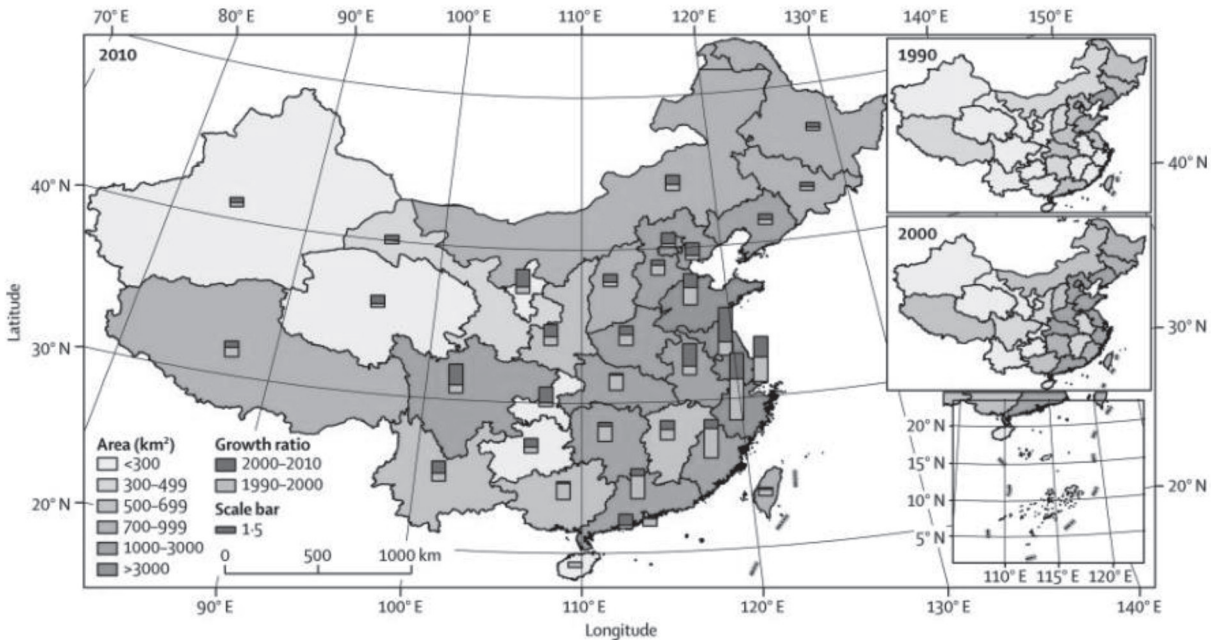 70° E 80° E 90° E 100° E 110° E 120° E 130° E 140° E 150° E
2010
1990
2000
40° N
30° N
20° N
Latitude
40° N
30° N
20° N
Area (km²)
<300
300–499
500–699
700–999
1000–3000
>3000
Growth ratio
2000–2010
1990–2000
Scale bar
1·5
0 500 1000 km
20° N
15° N
10° N
5° N
110° E 115° E 120° E
90° E 100° E 110° E 120° E 130° E 140° E
Longitude